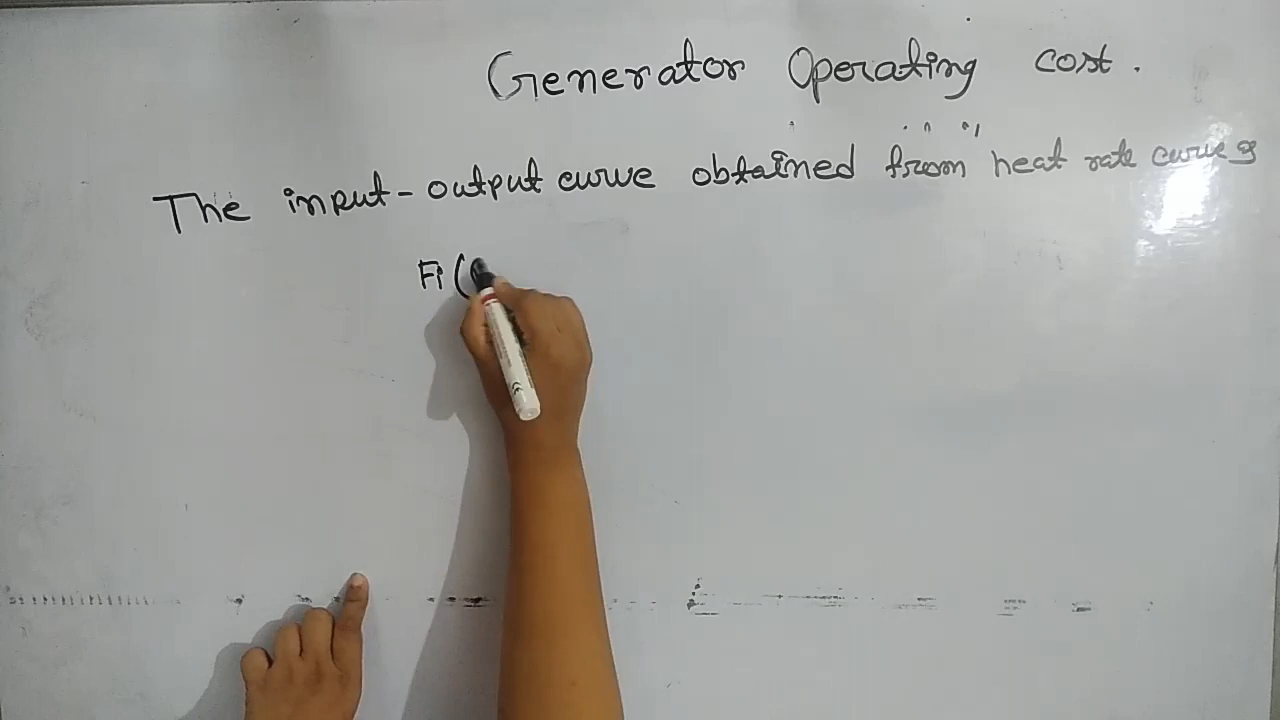 Generator Operating cost.
The input-output curve obtained from heat rate curve is
Fi (